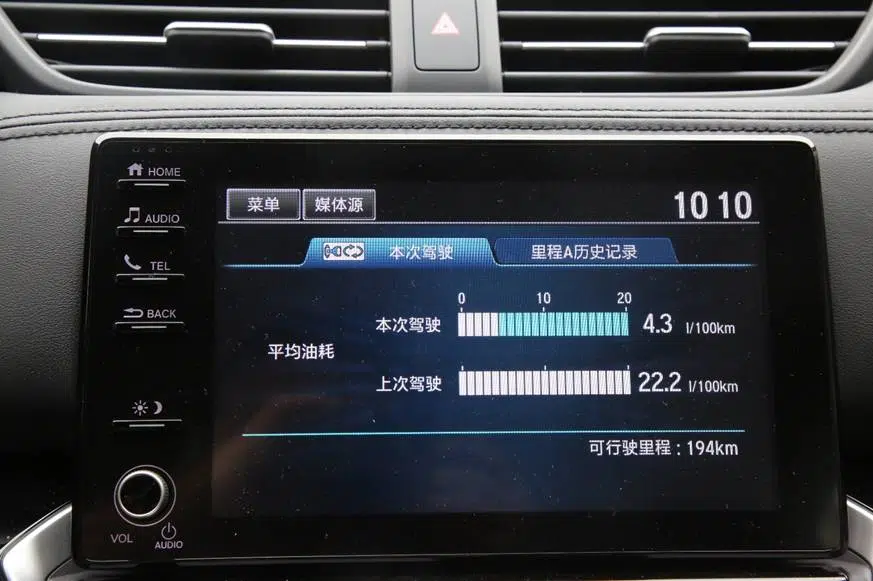 HOME
AUDIO
TEL
BACK
VOL
AUDIO
菜单 媒体源 10 10
本次驾驶 里程A历史记录
0 10 20
本次驾驶 4.3 l/100km
平均油耗
上次驾驶 22.2 l/100km
可行驶里程 : 194km